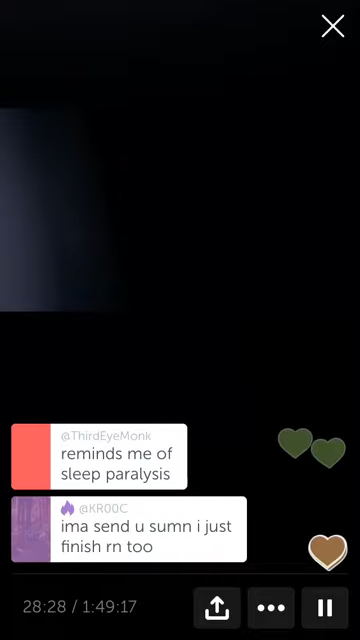 @ThirdEyeMonk
reminds me of
sleep paralysis
@KR00C
ima send u sumn i just
finish rn too
28:28 / 1:49:17